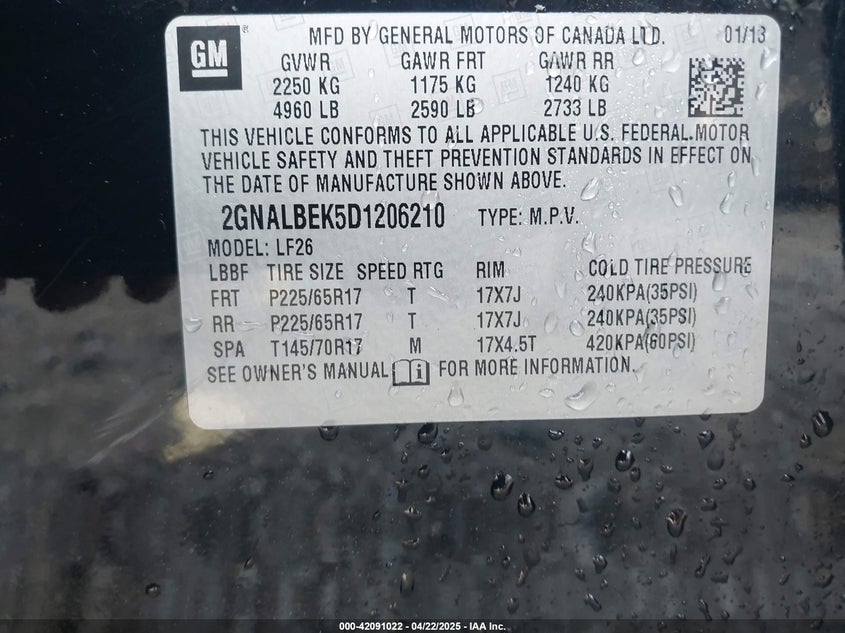 GM ® MFD BY GENERAL MOTORS OF CANADA LTD. 01/13
GVWR GAWR FRT GAWR RR
2250 KG 1175 KG 1240 KG
4960 LB 2590 LB 2733 LB
THIS VEHICLE CONFORMS TO ALL APPLICABLE U.S. FEDERAL MOTOR
VEHICLE SAFETY AND THEFT PREVENTION STANDARDS IN EFFECT ON
THE DATE OF MANUFACTURE SHOWN ABOVE.
2GNALBEK5D1206210 TYPE: M.P.V.
MODEL: LF26
LBBF TIRE SIZE SPEED RTG RIM COLD TIRE PRESSURE
FRT P225/65R17 T 17X7J 240KPA(35PSI)
RR P225/65R17 T 17X7J 240KPA(35PSI)
SPA T145/70R17 M 17X4.5T 420KPA(60PSI)
SEE OWNER'S MANUAL FOR MORE INFORMATION.
000-42091022 - 04/22/2025 - IAA Inc.